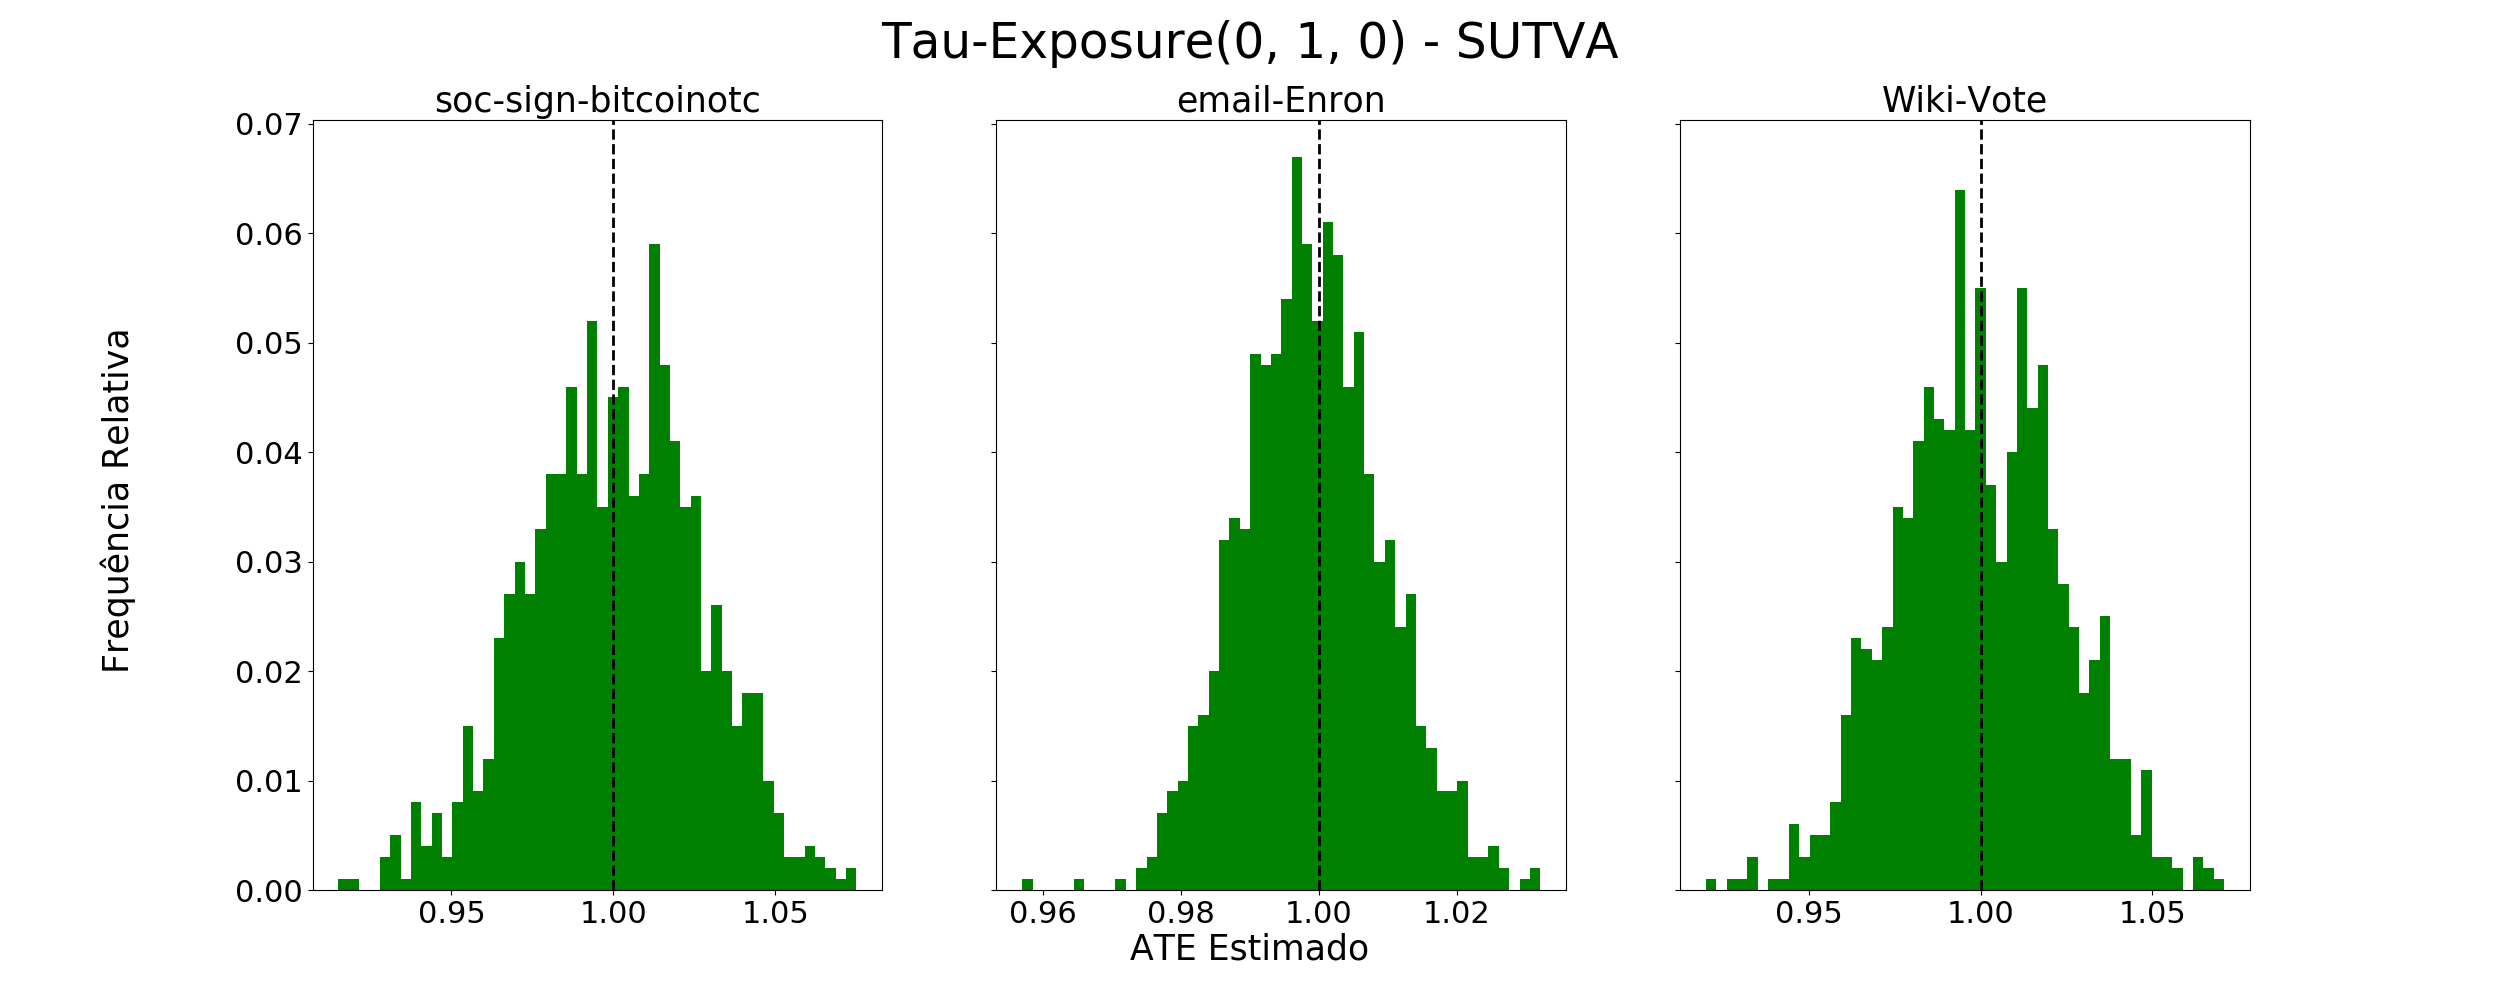 Tau-Exposure(0, 1, 0) - SUTVA
soc-sign-bitcoinotc
email-Enron
Wiki-Vote
Frequência Relativa
0.07
0.06
0.05
0.04
0.03
0.02
0.01
0.00
0.95 1.00 1.05
0.96 0.98 1.00 1.02
0.95 1.00 1.05
ATE Estimado